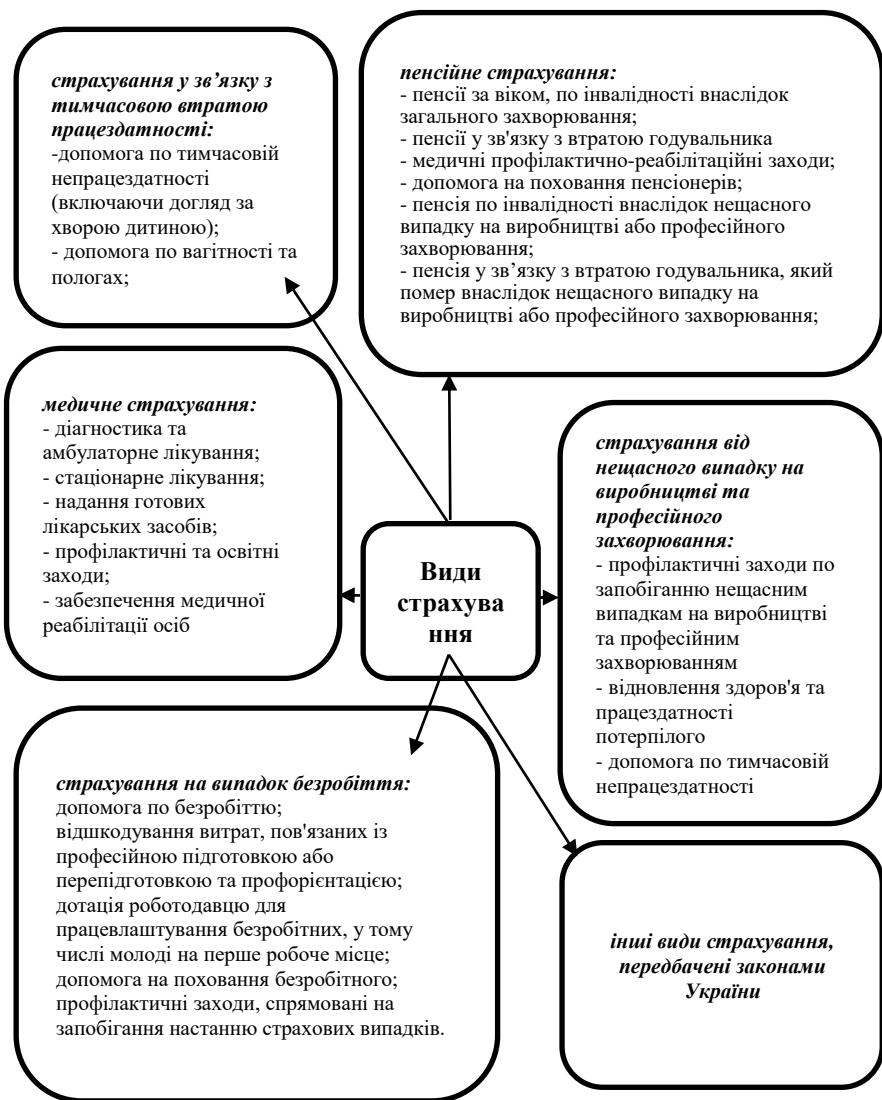 страхування у зв’язку з
тимчасовою втратою
працездатності:
-допомога по тимчасовій
непрацездатності
(включаючи догляд за
хворою дитиною);
- допомога по вагітності та
пологах;
пенсійне страхування:
- пенсії за віком, по інвалідності внаслідок
загального захворювання;
- пенсії у зв'язку з втратою годувальника
- медичні профілактично-реабілітаційні заходи;
- допомога на поховання пенсіонерів;
- пенсія по інвалідності внаслідок нещасного
випадку на виробництві або професійного
захворювання;
- пенсія у зв’язку з втратою годувальника, який
помер внаслідок нещасного випадку на
виробництві або професійного захворювання;
медичне страхування:
- діагностика та
амбулаторне лікування;
- стаціонарне лікування;
- надання готових
лікарських засобів;
- профілактичні та освітні
заходи;
- забезпечення медичної
реабілітації осіб
Види
страхува
ння
страхування від
нещасного випадку на
виробництві та
професійного
захворювання:
- профілактичні заходи по
запобіганню нещасним
випадкам на виробництві
та професійним
захворюванням
- відновлення здоров'я та
працездатності
потерпілого
- допомога по тимчасовій
непрацездатності
страхування на випадок безробіття:
допомога по безробіттю;
відшкодування витрат, пов'язаних із
професійною підготовкою або
перепідготовкою та профорієнтацією;
дотація роботодавцю для
працевлаштування безробітних, у тому
числі молоді на перше робоче місце;
допомога на поховання безробітного;
профілактичні заходи, спрямовані на
запобігання настанню страхових випадків.
інші види страхування,
передбачені законами
України